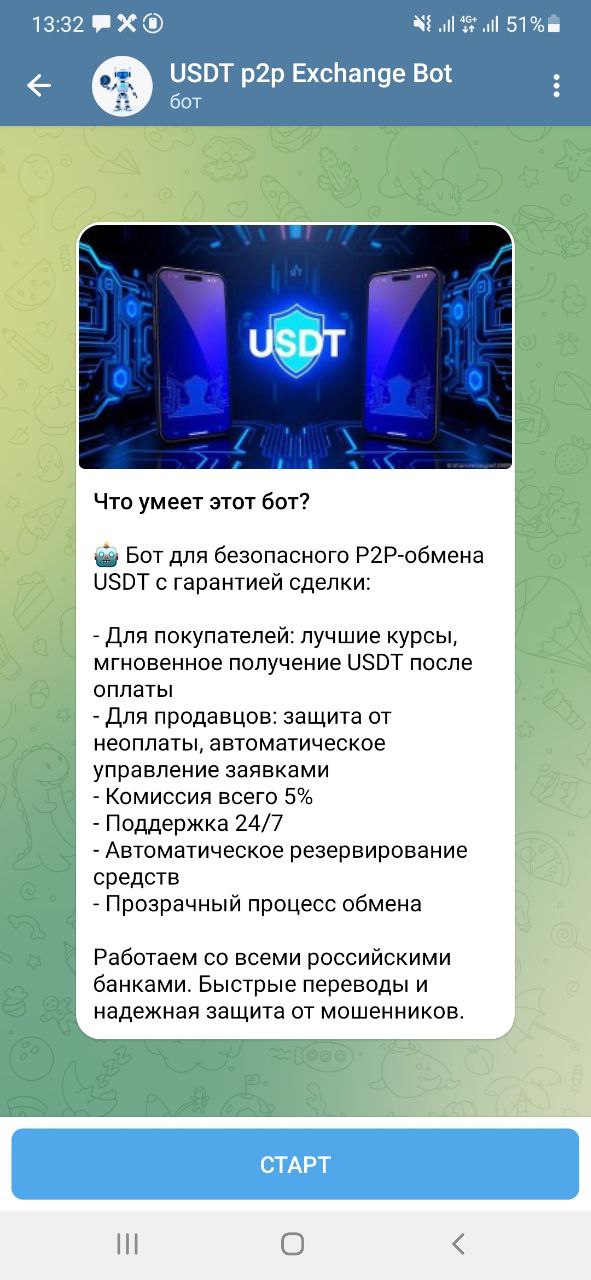 13:32
4G+
51%
USDT p2p Exchange Bot
бот
USDT
Что умеет этот бот?
🤖 Бот для безопасного P2P-обмена
USDT с гарантией сделки:
- Для покупателей: лучшие курсы,
мгновенное получение USDT после
оплаты
- Для продавцов: защита от
неоплаты, автоматическое
управление заявками
- Комиссия всего 5%
- Поддержка 24/7
- Автоматическое резервирование
средств
- Прозрачный процесс обмена
Работаем со всеми российскими
банками. Быстрые переводы и
надежная защита от мошенников.
СТАРТ